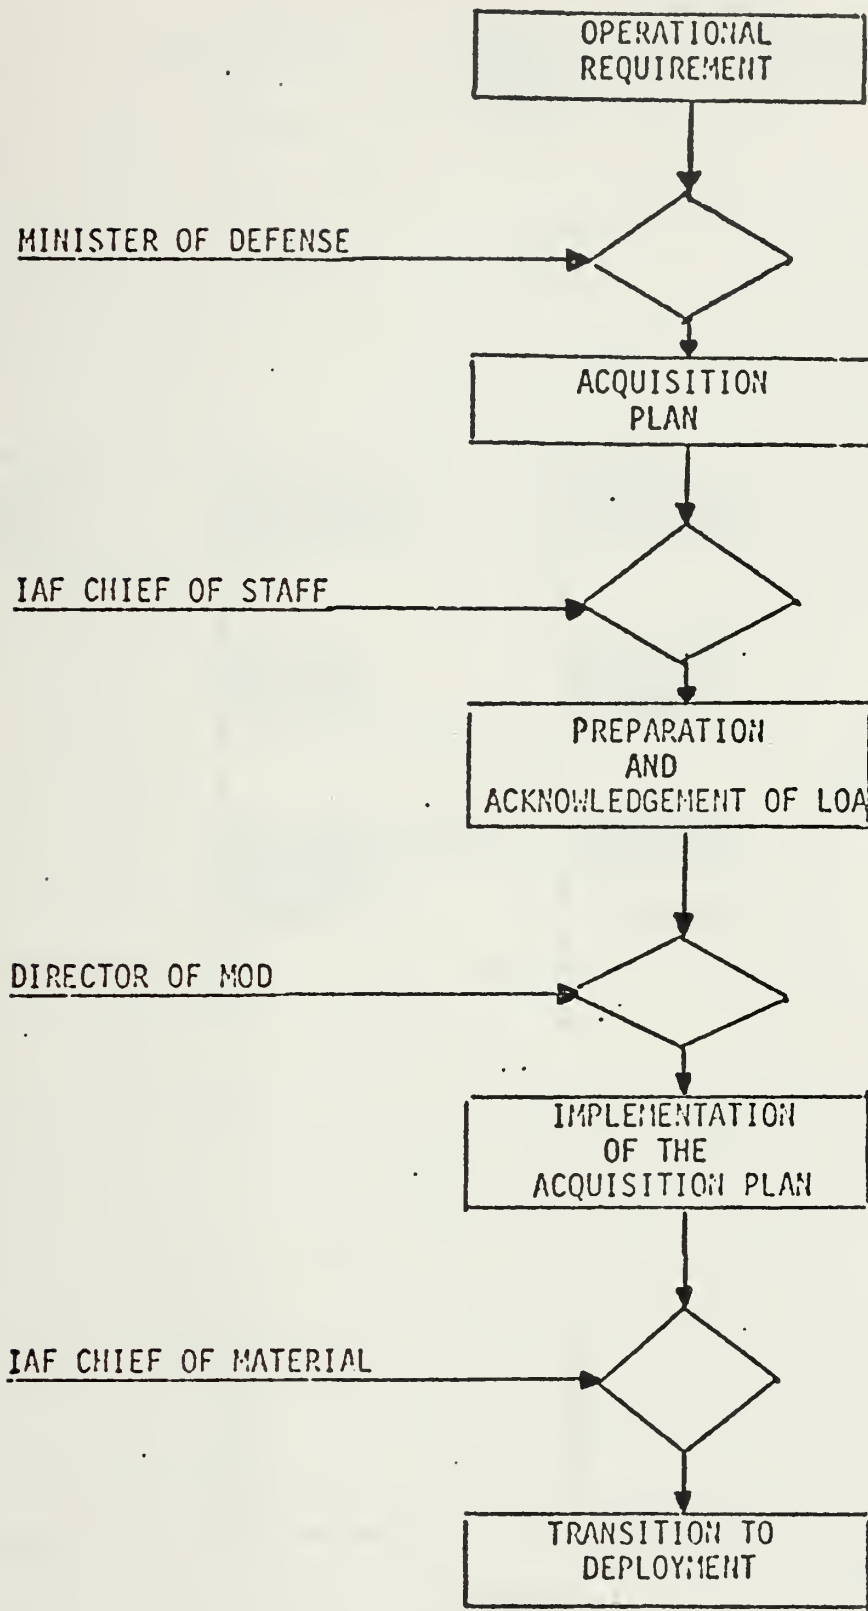 OPERATIONAL
REQUIREMENT
MINISTER OF DEFENSE
ACQUISITION
PLAN
IAF CHIEF OF STAFF
PREPARATION
AND
ACKNOWLEDGEMENT OF LOA
DIRECTOR OF MOD
IMPLEMENTATION
OF THE
ACQUISITION PLAN
IAF CHIEF OF MATERIAL
TRANSITION TO
DEPLOYMENT